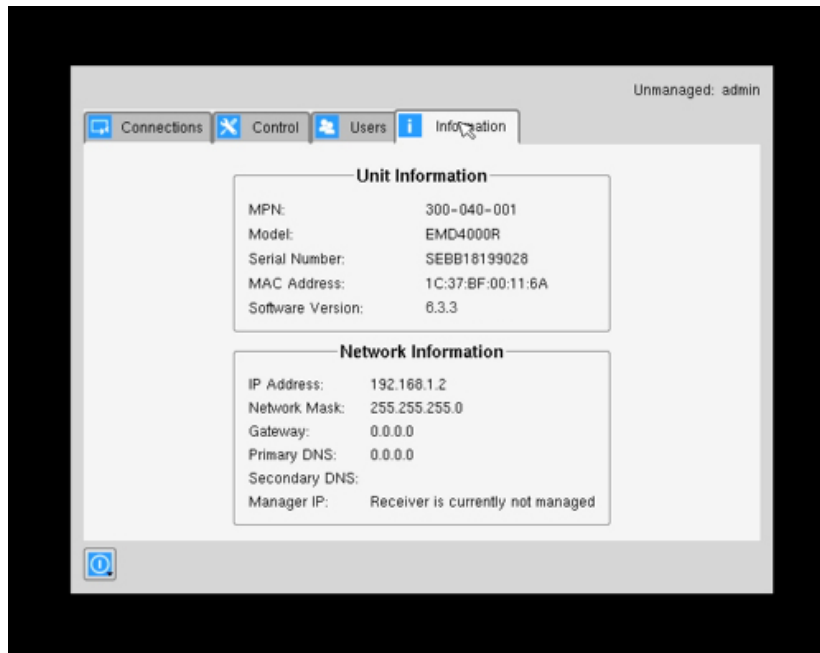 Unmanaged: admin
Connections Control Users Information
Unit Information
MPN: 300-040-001
Model: EMD4000R
Serial Number: SEBB18199028
MAC Address: 1C:37:BF:00:11:6A
Software Version: 6.3.3
Network Information
IP Address: 192.168.1.2
Network Mask: 255.255.255.0
Gateway: 0.0.0.0
Primary DNS: 0.0.0.0
Secondary DNS:
Manager IP: Receiver is currently not managed